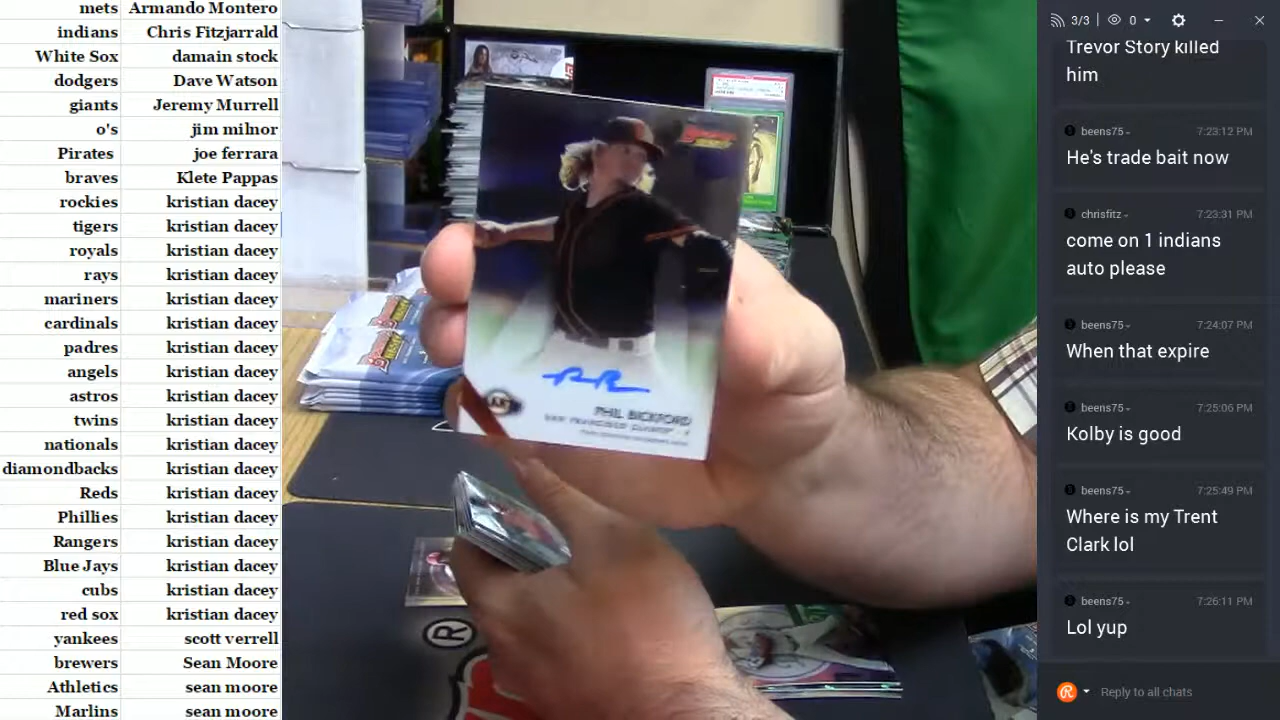 mets Armando Montero
indians Chris Fitzjarrald
White Sox damain stock
dodgers Dave Watson
giants Jeremy Murrell
o's jim milnor
Pirates joe ferrara
braves Klete Pappas
rockies kristian dacey
tigers kristian dacey
royals kristian dacey
rays kristian dacey
mariners kristian dacey
cardinals kristian dacey
padres kristian dacey
angels kristian dacey
astros kristian dacey
twins kristian dacey
nationals kristian dacey
diamondbacks kristian dacey
Reds kristian dacey
Phillies kristian dacey
Rangers kristian dacey
Blue Jays kristian dacey
cubs kristian dacey
red sox kristian dacey
yankees scott verrell
brewers Sean Moore
Athletics sean moore
Marlins sean moore
PHIL BICKFORD
SAN FRANCISCO GIANTS
®
3/3 0
Trevor Story killed
him
beens75 - 7:23:12 PM
He's trade bait now
chrisfitz - 7:23:31 PM
come on 1 indians
auto please
beens75 - 7:24:07 PM
When that expire
beens75 - 7:25:06 PM
Kolby is good
beens75 - 7:25:49 PM
Where is my Trent
Clark lol
beens75 - 7:26:11 PM
Lol yup
Reply to all chats